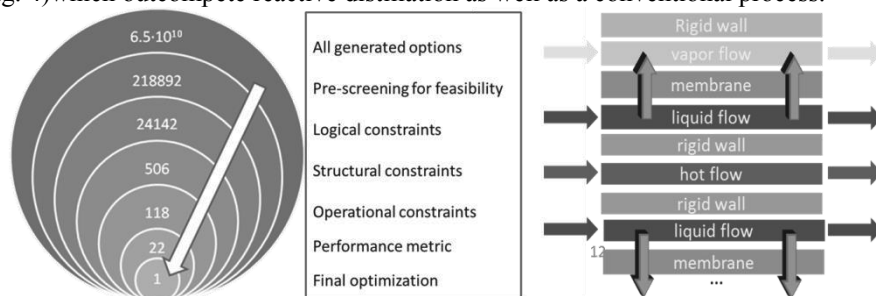 g. 4)which outcompete reactive distillation as well as a conventional process.
6.5·10¹⁰
218892
24142
506
118
22
1
All generated options
Pre-screening for feasibility
Logical constraints
Structural constraints
Operational constraints
Performance metric
Final optimization
Rigid wall
vapor flow
membrane
liquid flow
rigid wall
hot flow
rigid wall
liquid flow
12
membrane
...